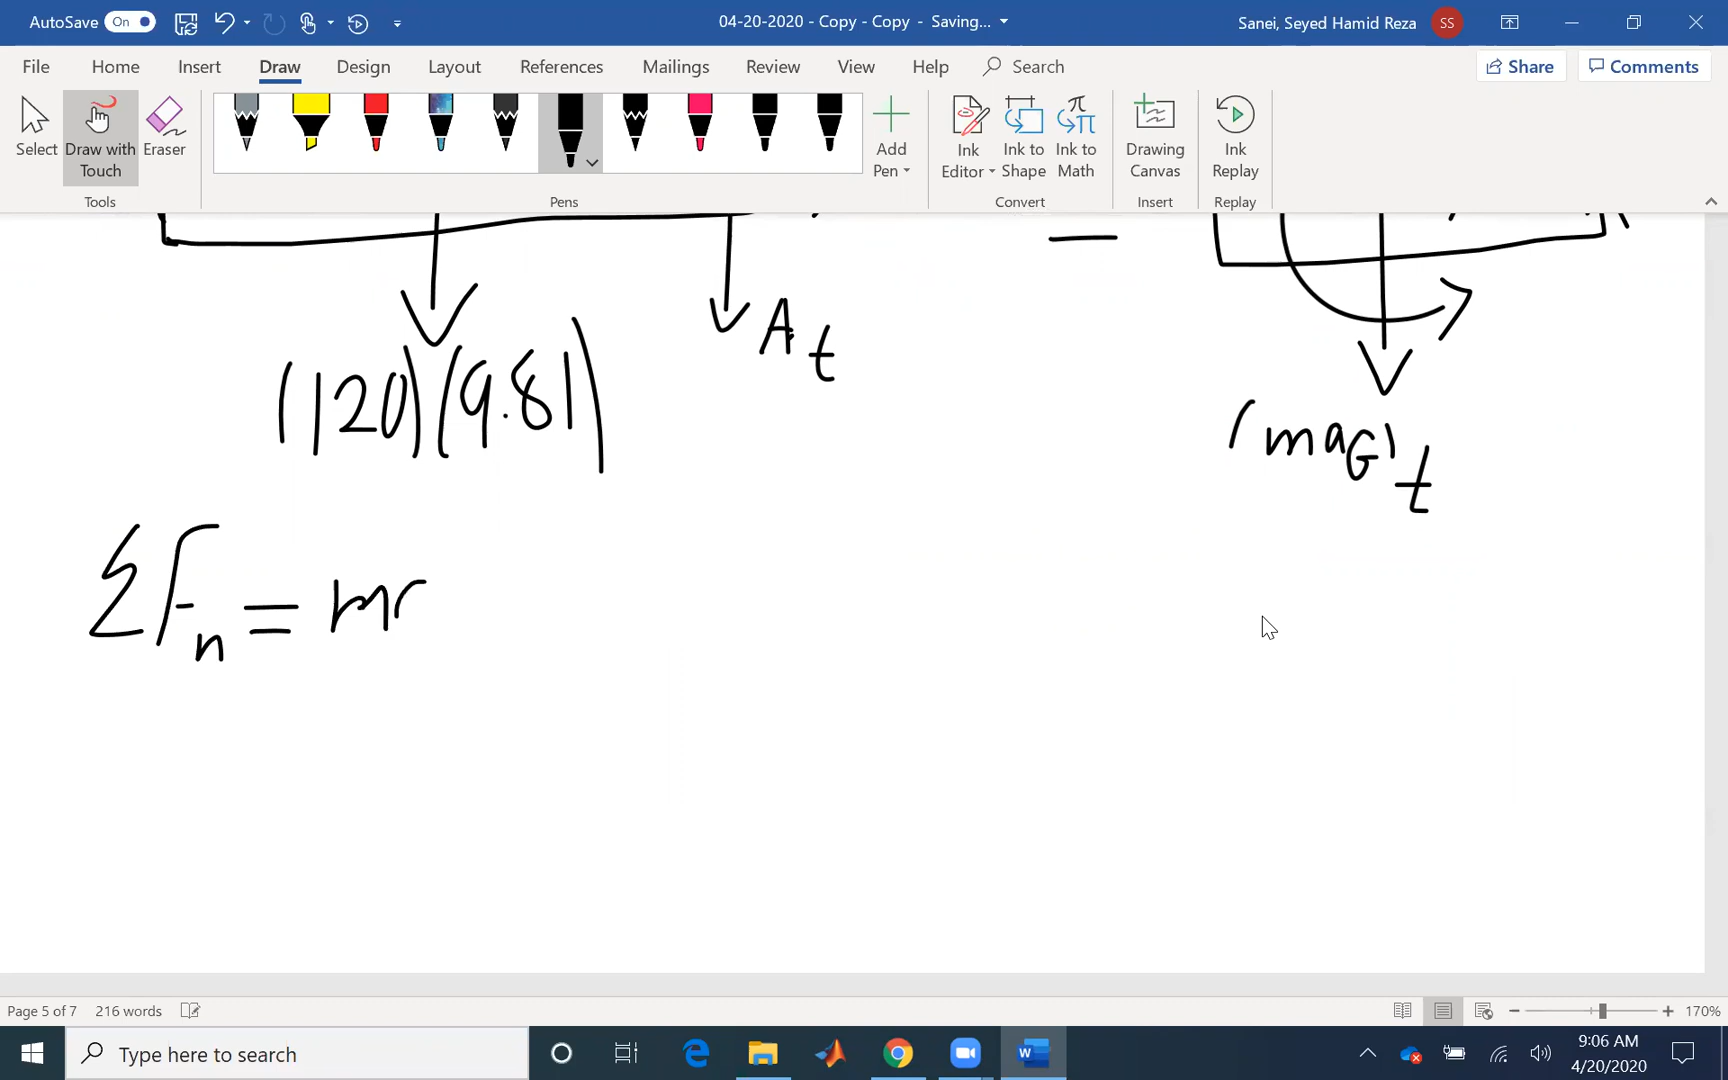 AutoSave On 04-20-2020 - Copy - Copy - Saving... Sanei, Seyed Hamid Reza SS
File Home Insert Draw Design Layout References Mailings Review View Help Search Share Comments
Select Draw with Touch Eraser Add Pen Ink Editor Ink to Shape Ink to Math Drawing Canvas Ink Replay
Tools Pens Convert Insert Replay
A t
(120)(9.81)
(maG) t
ΣF n = mr
Page 5 of 7 216 words 170%
Type here to search 9:06 AM
4/20/2020